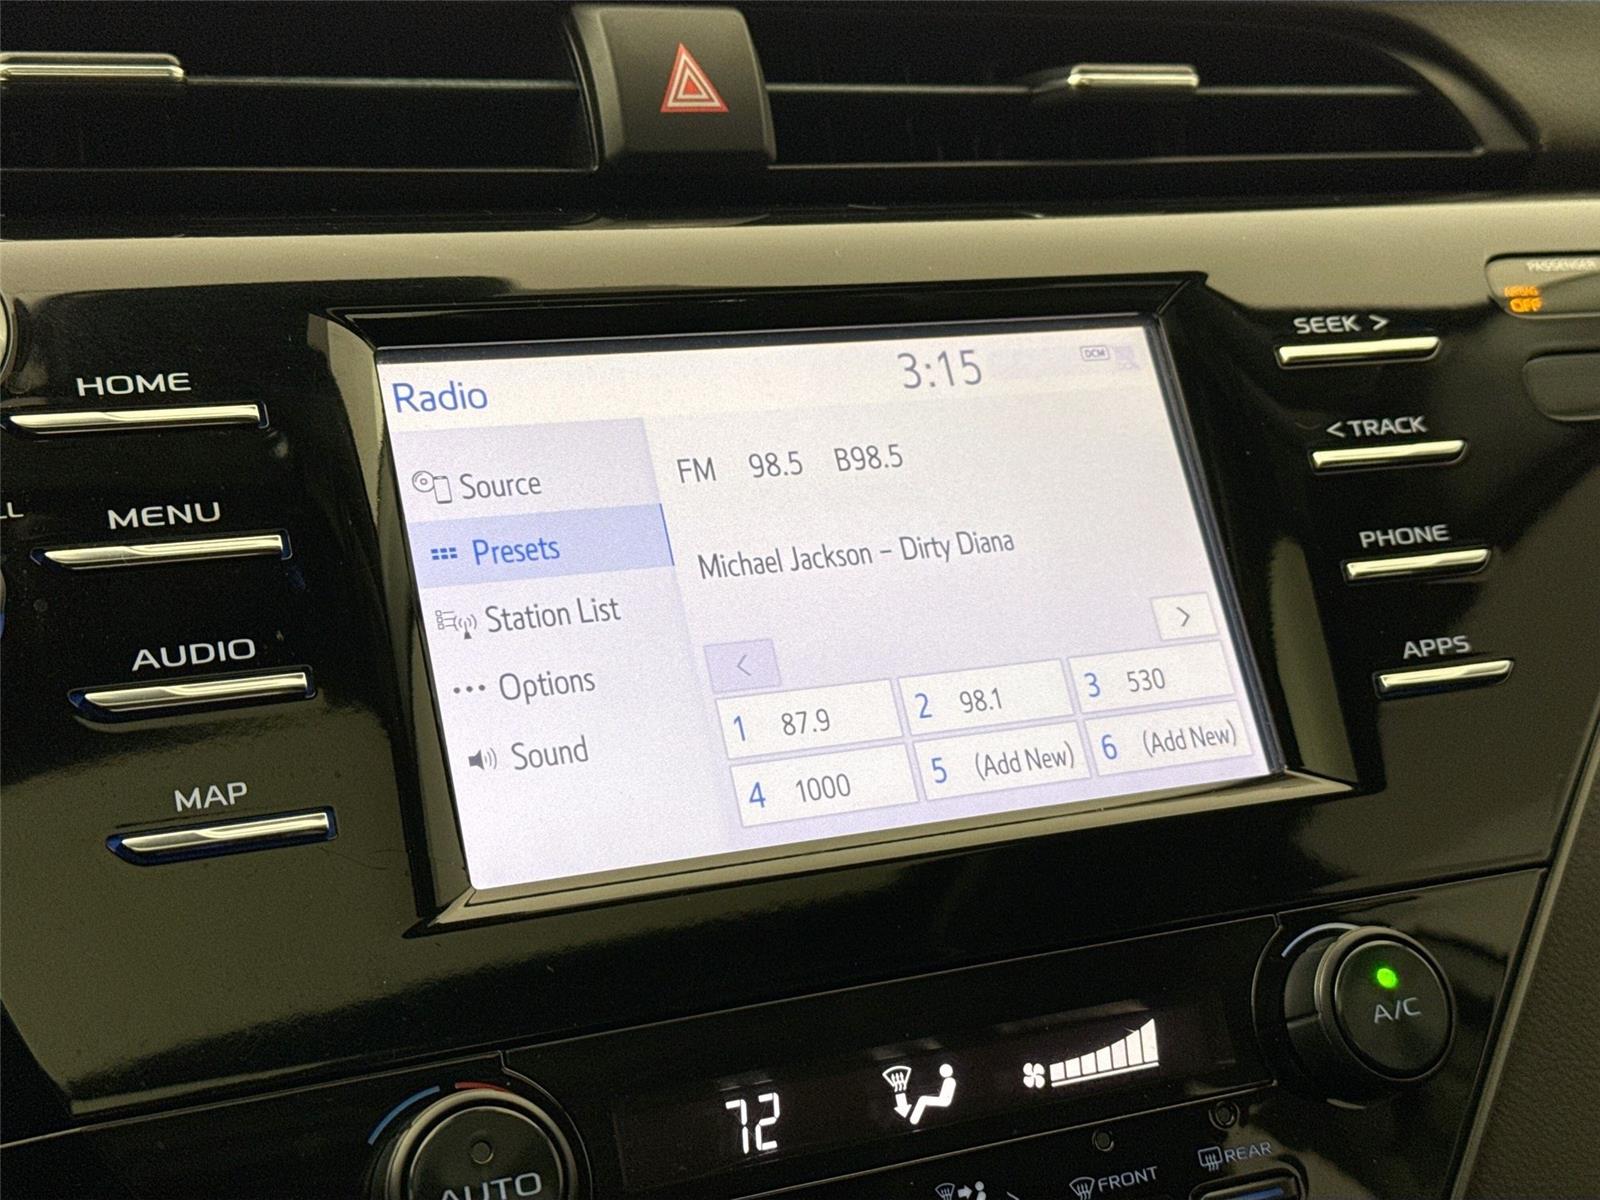 PASSENGER
AIRBAG
OFF
SEEK >
Radio
3:15
DCM
HOME
< TRACK
FM 98.5 B98.5
Source
LL
MENU
Presets
Michael Jackson – Dirty Diana
PHONE
Station List
>
<
AUDIO
Options
APPS
1 87.9
2 98.1
3 530
Sound
4 1000
5 (Add New)
6 (Add New)
MAP
A/C
72
AUTO
FRONT
REAR